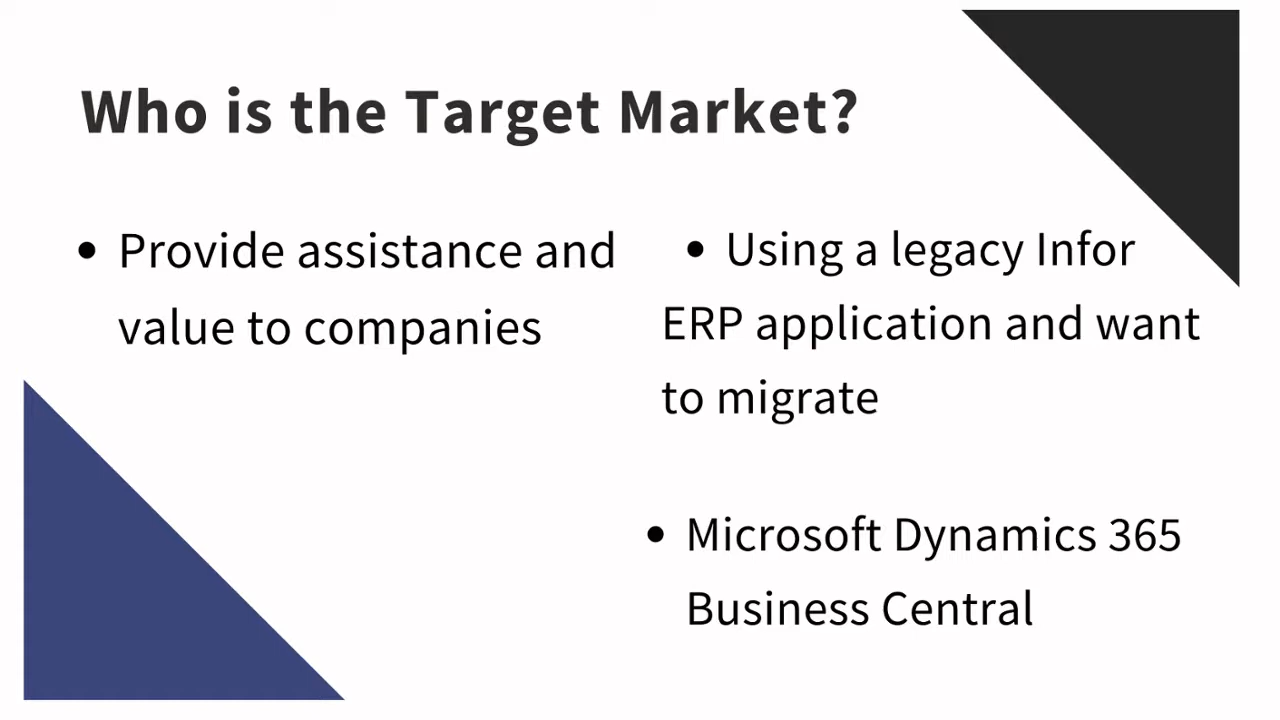 Who is the Target Market?
• Provide assistance and
value to companies
• Using a legacy Infor
ERP application and want
to migrate
• Microsoft Dynamics 365
Business Central